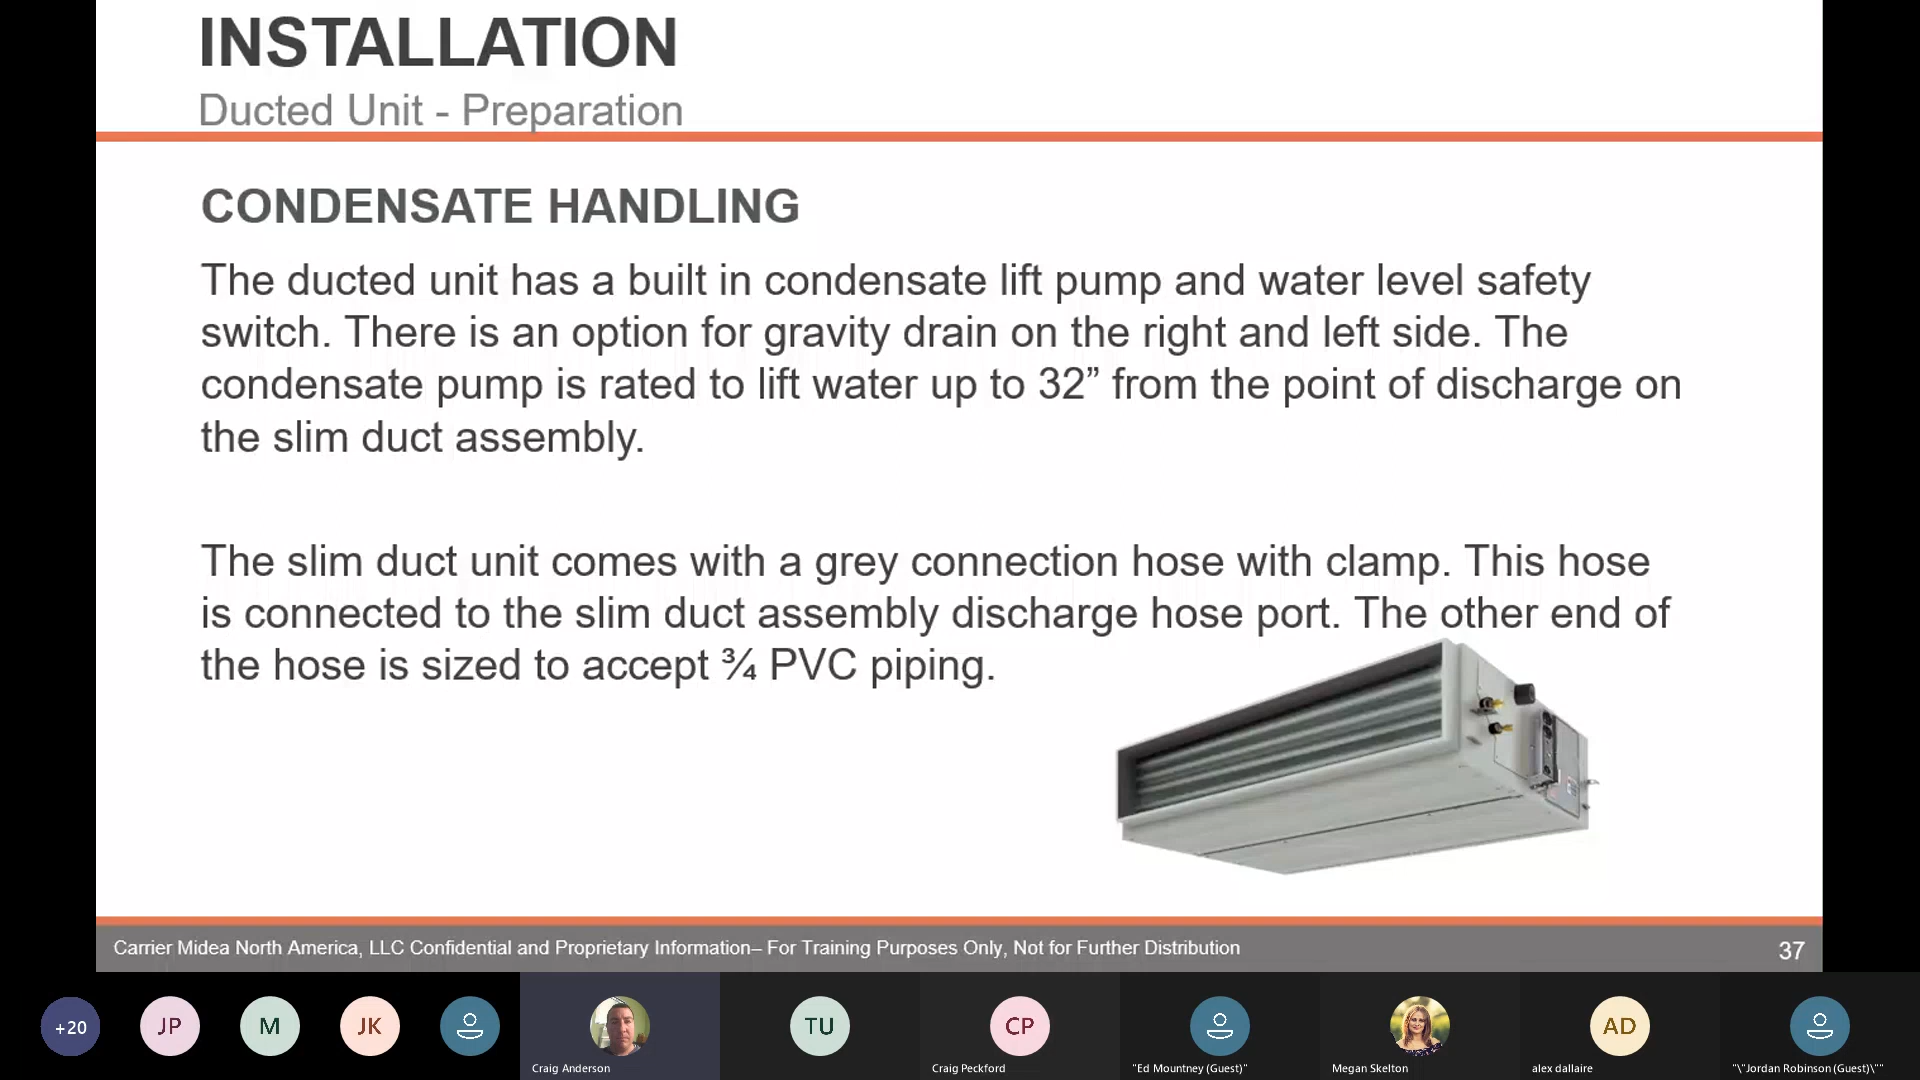 INSTALLATION
Ducted Unit - Preparation
CONDENSATE HANDLING
The ducted unit has a built in condensate lift pump and water level safety
switch. There is an option for gravity drain on the right and left side. The
condensate pump is rated to lift water up to 32” from the point of discharge on
the slim duct assembly.
The slim duct unit comes with a grey connection hose with clamp. This hose
is connected to the slim duct assembly discharge hose port. The other end of
the hose is sized to accept ¾ PVC piping.
Carrier Midea North America, LLC Confidential and Proprietary Information– For Training Purposes Only, Not for Further Distribution
37
+20
JP
M
JK
Craig Anderson
TU
CP
Craig Peckford
"Ed Mountney (Guest)"
Megan Skelton
AD
alex dallaire
"\"Jordan Robinson (Guest)\""